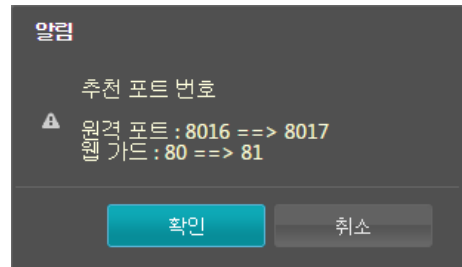 알림
추천 포트 번호
원격 포트 : 8016 ==> 8017
웹 가드 : 80 ==> 81
확인
취소